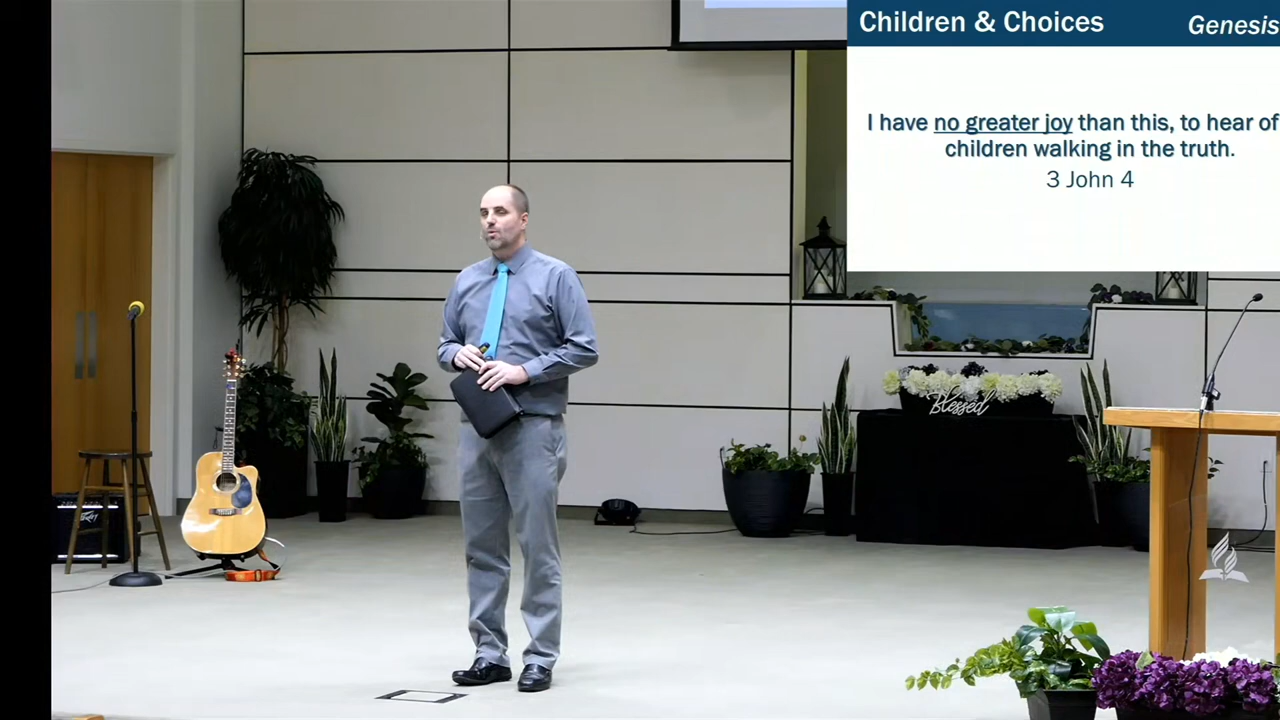 Children & Choices
Genesis
I have no greater joy than this, to hear of
children walking in the truth.
3 John 4
Blessed
PEAVEY